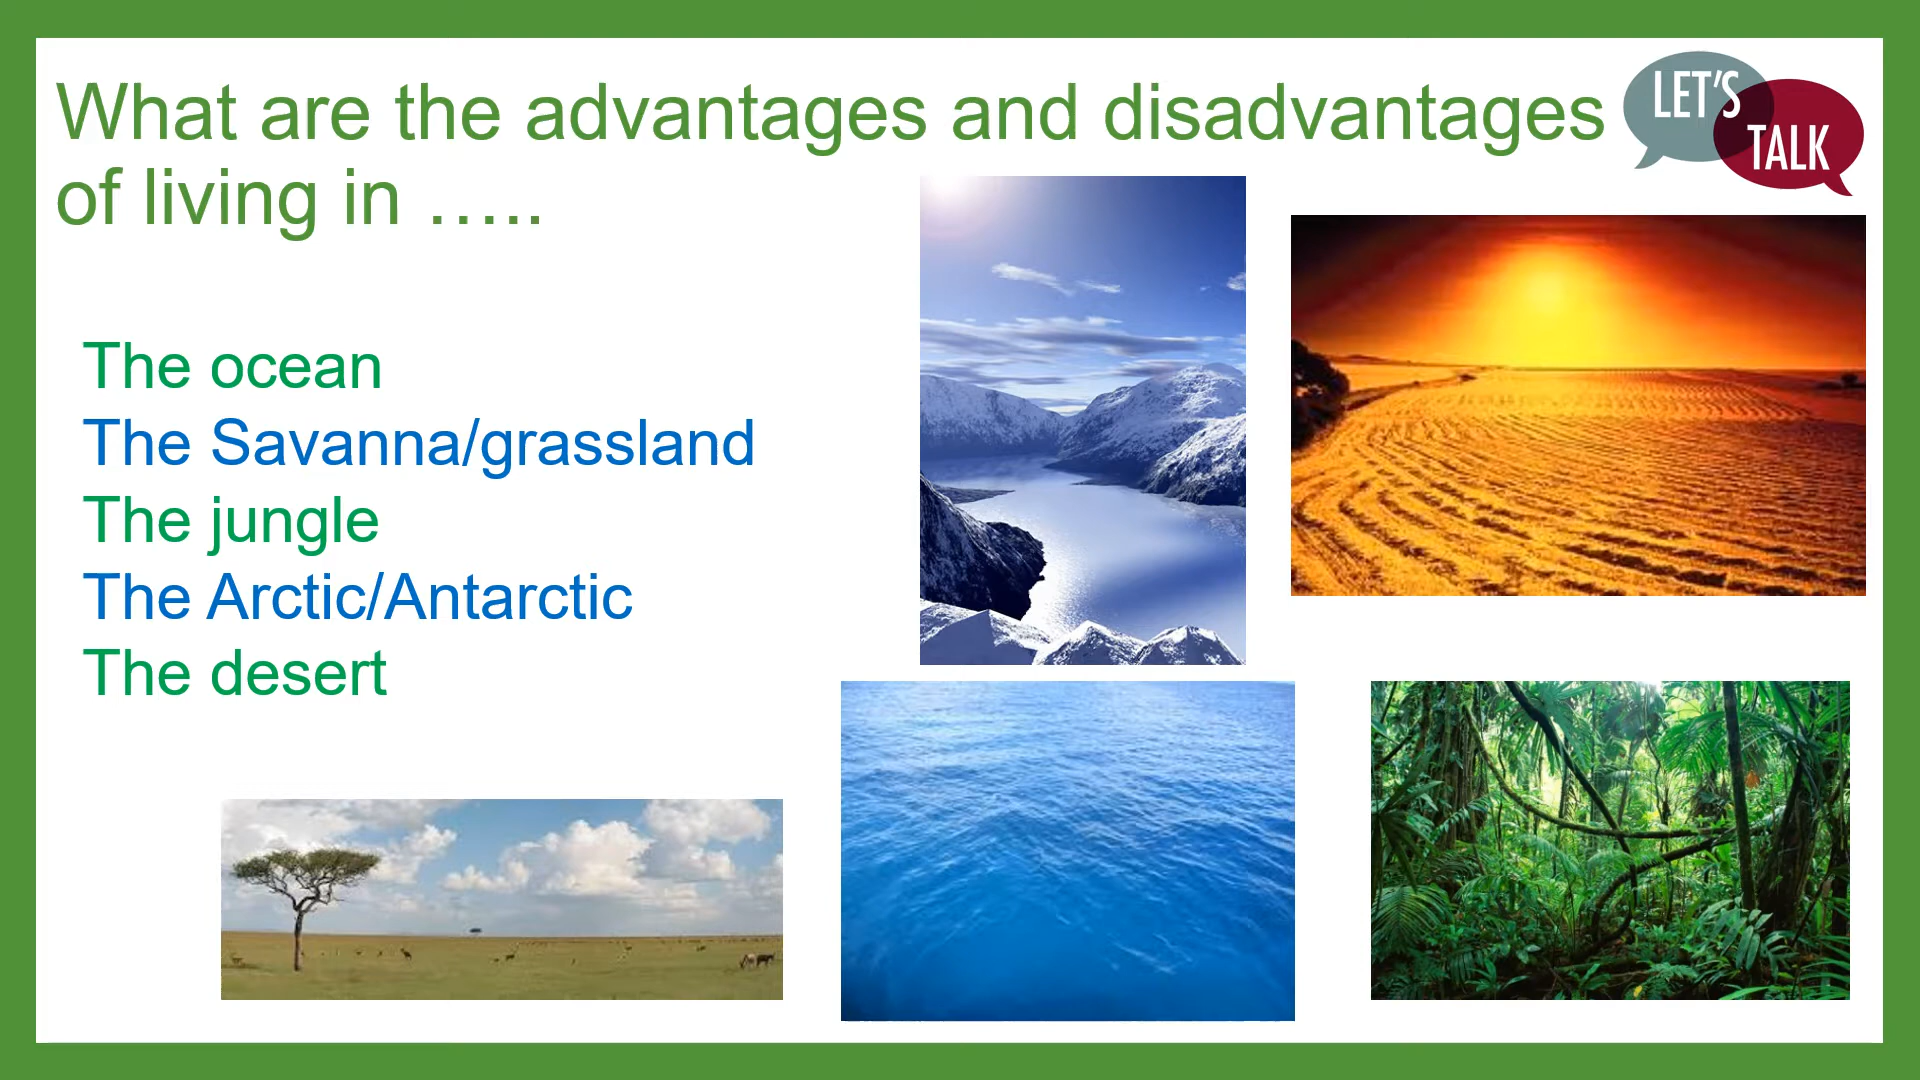 What are the advantages and disadvantages
of living in .....
LET'S
TALK
The ocean
The Savanna/grassland
The jungle
The Arctic/Antarctic
The desert